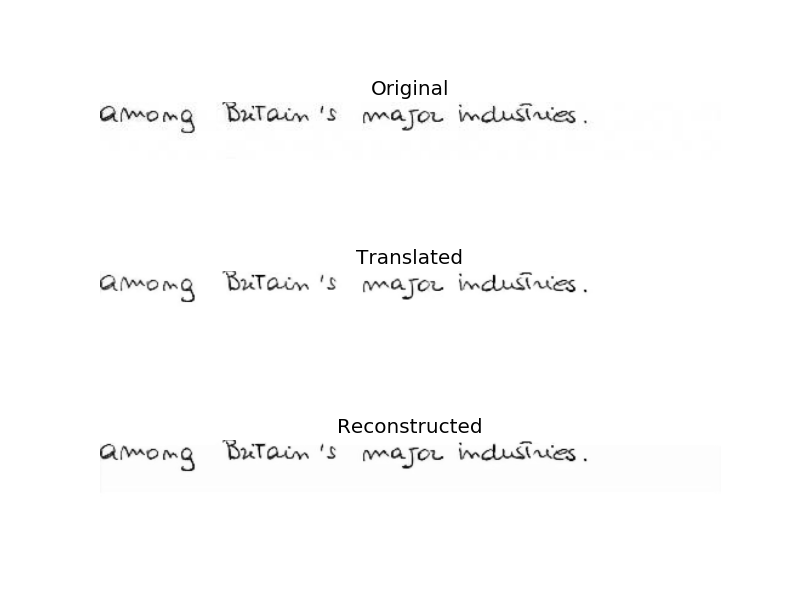 Original
among Britain's major industries.
Translated
among Britain's major industries.
Reconstructed
among Britain's major industries.